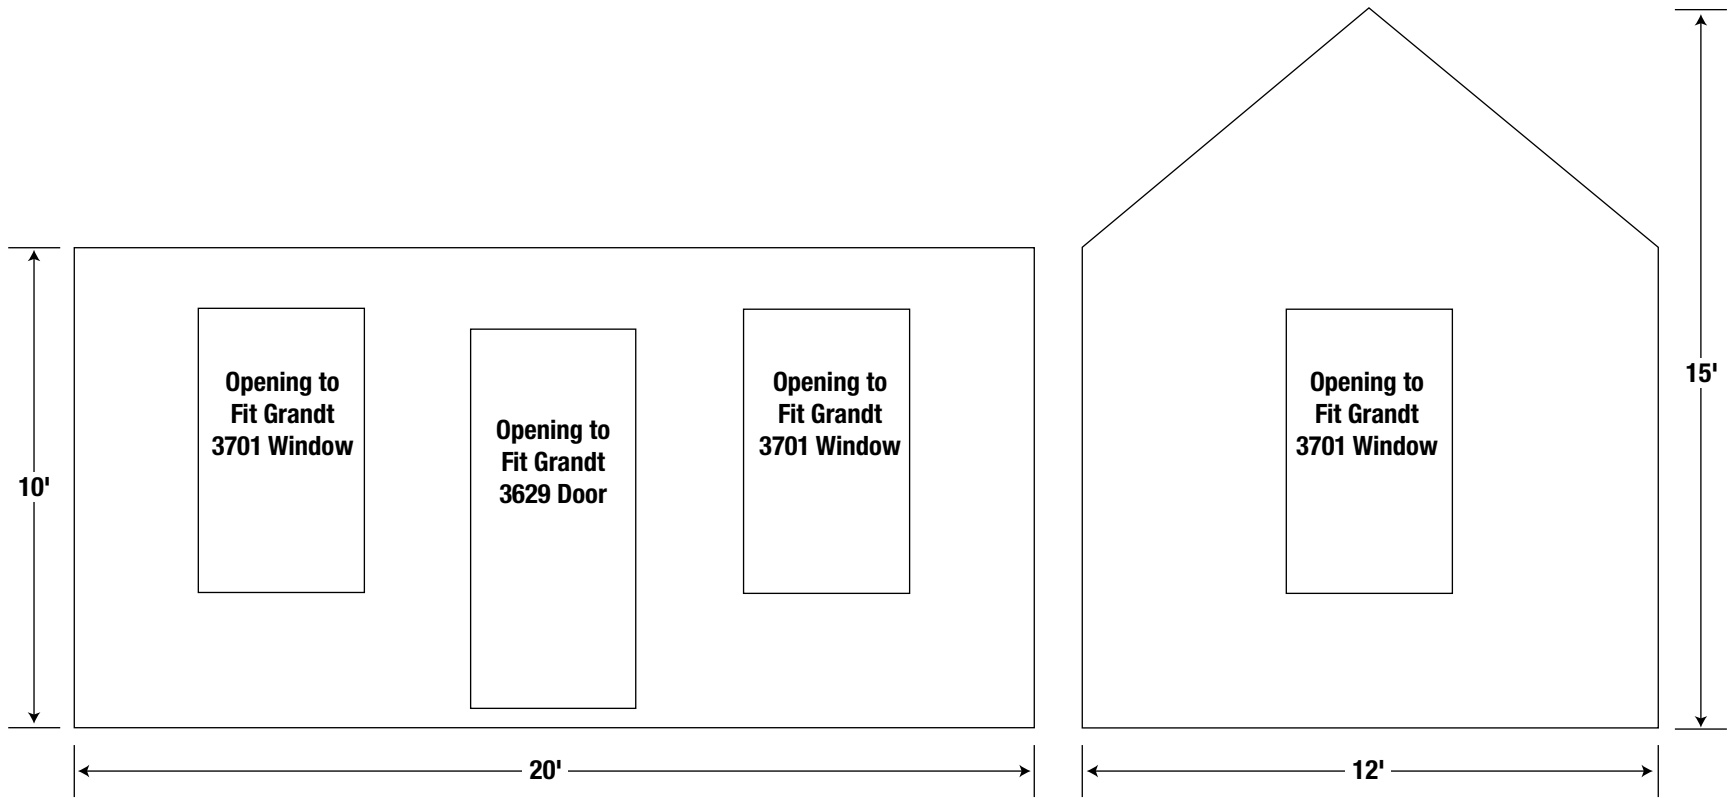 Opening to
Fit Grandt
3701 Window
Opening to
Fit Grandt
3629 Door
Opening to
Fit Grandt
3701 Window
Opening to
Fit Grandt
3701 Window
10'
15'
20'
12'